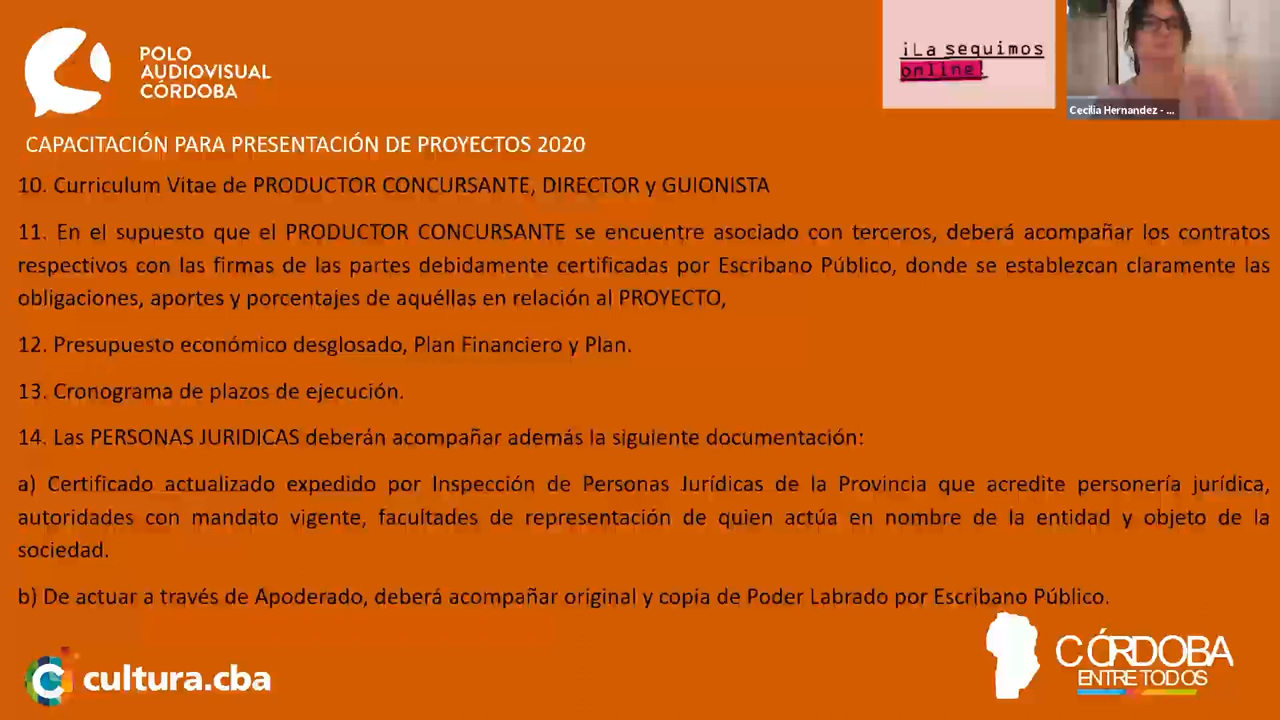 POLO
AUDIOVISUAL
CÓRDOBA
¡La seguimos
online!
Cecilia Hernandez - ...
CAPACITACIÓN PARA PRESENTACIÓN DE PROYECTOS 2020
10. Curriculum Vitae de PRODUCTOR CONCURSANTE, DIRECTOR y GUIONISTA
11. En el supuesto que el PRODUCTOR CONCURSANTE se encuentre asociado con terceros, deberá acompañar los contratos
respectivos con las firmas de las partes debidamente certificadas por Escribano Público, donde se establezcan claramente las
obligaciones, aportes y porcentajes de aquéllas en relación al PROYECTO,
12. Presupuesto económico desglosado, Plan Financiero y Plan.
13. Cronograma de plazos de ejecución.
14. Las PERSONAS JURIDICAS deberán acompañar además la siguiente documentación:
a) Certificado actualizado expedido por Inspección de Personas Jurídicas de la Provincia que acredite personería jurídica,
autoridades con mandato vigente, facultades de representación de quien actúa en nombre de la entidad y objeto de la
sociedad.
b) De actuar a través de Apoderado, deberá acompañar original y copia de Poder Labrado por Escribano Público.
cultura.cba
CÓRDOBA
ENTRE TODOS